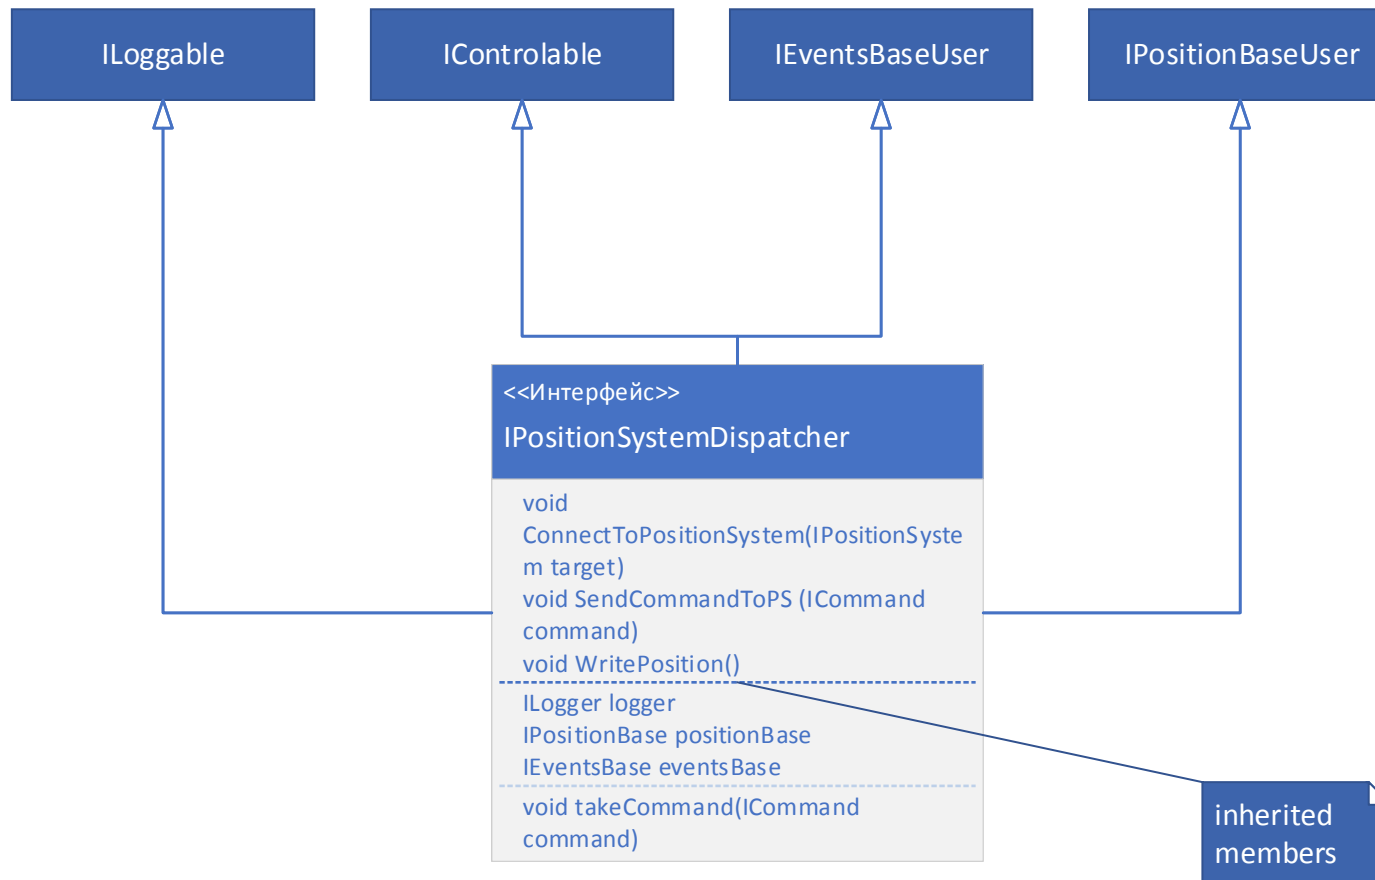 ILoggable
IControlable
IEventsBaseUser
IPositionBaseUser
<<Интерфейс>>
IPositionSystemDispatcher
void
ConnectToPositionSystem(IPositionSyste
m target)
void SendCommandToPS (ICommand
command)
void WritePosition()
ILogger logger
IPositionBase positionBase
IEventsBase eventsBase
void takeCommand(ICommand
command)
inherited
members